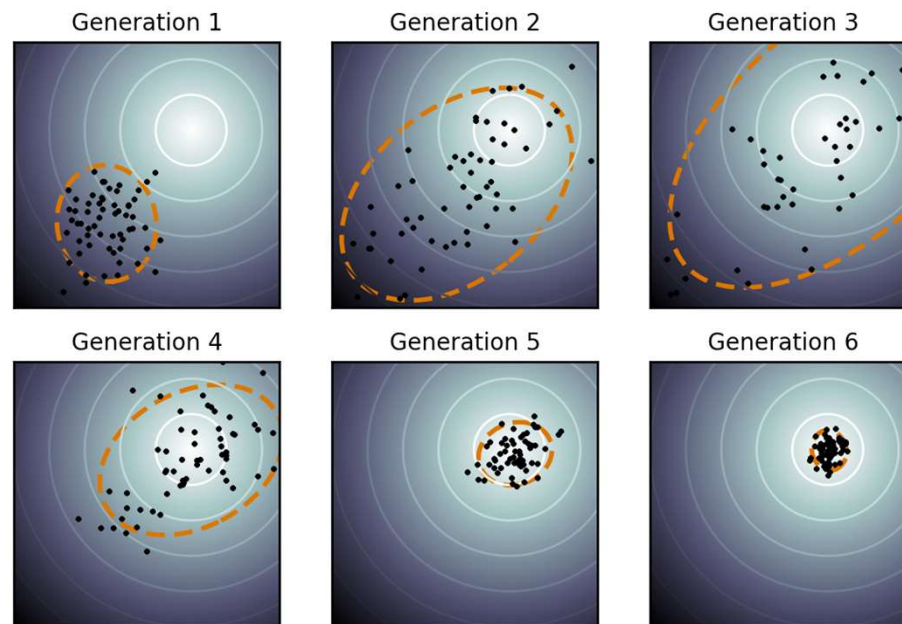 Generation 1
Generation 2
Generation 3
Generation 4
Generation 5
Generation 6